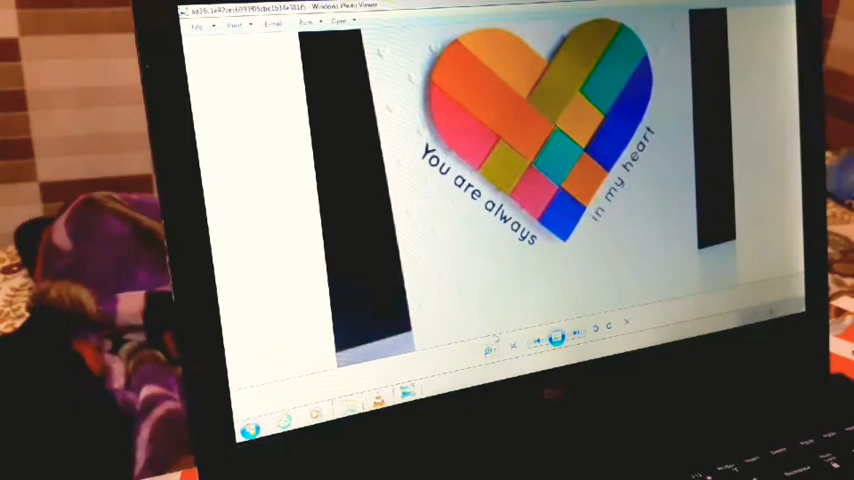 Windows Photo Viewer
File Print E-mail Burn Open
You are always
in my heart